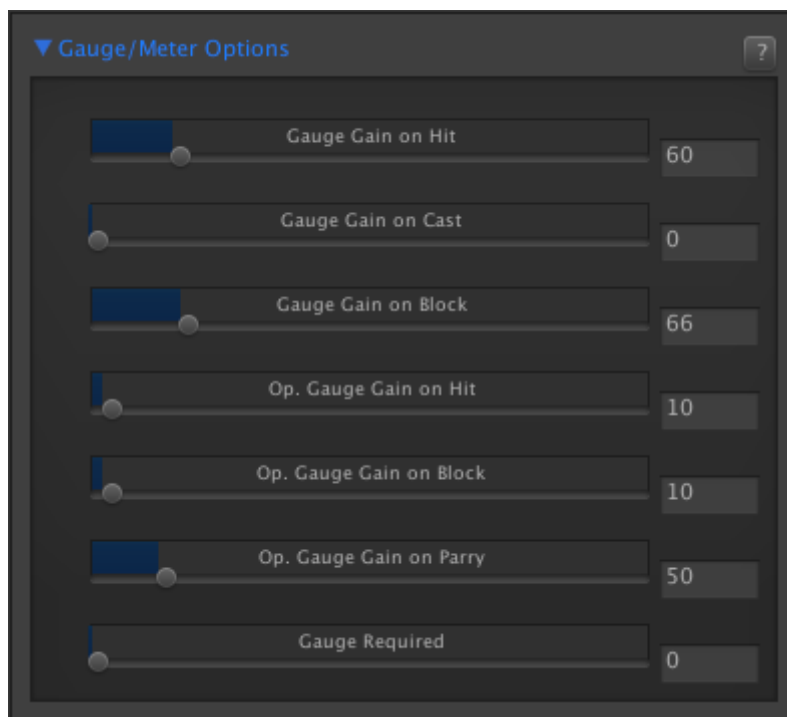 ▼ Gauge/Meter Options ?
Gauge Gain on Hit 60
Gauge Gain on Cast 0
Gauge Gain on Block 66
Op. Gauge Gain on Hit 10
Op. Gauge Gain on Block 10
Op. Gauge Gain on Parry 50
Gauge Required 0